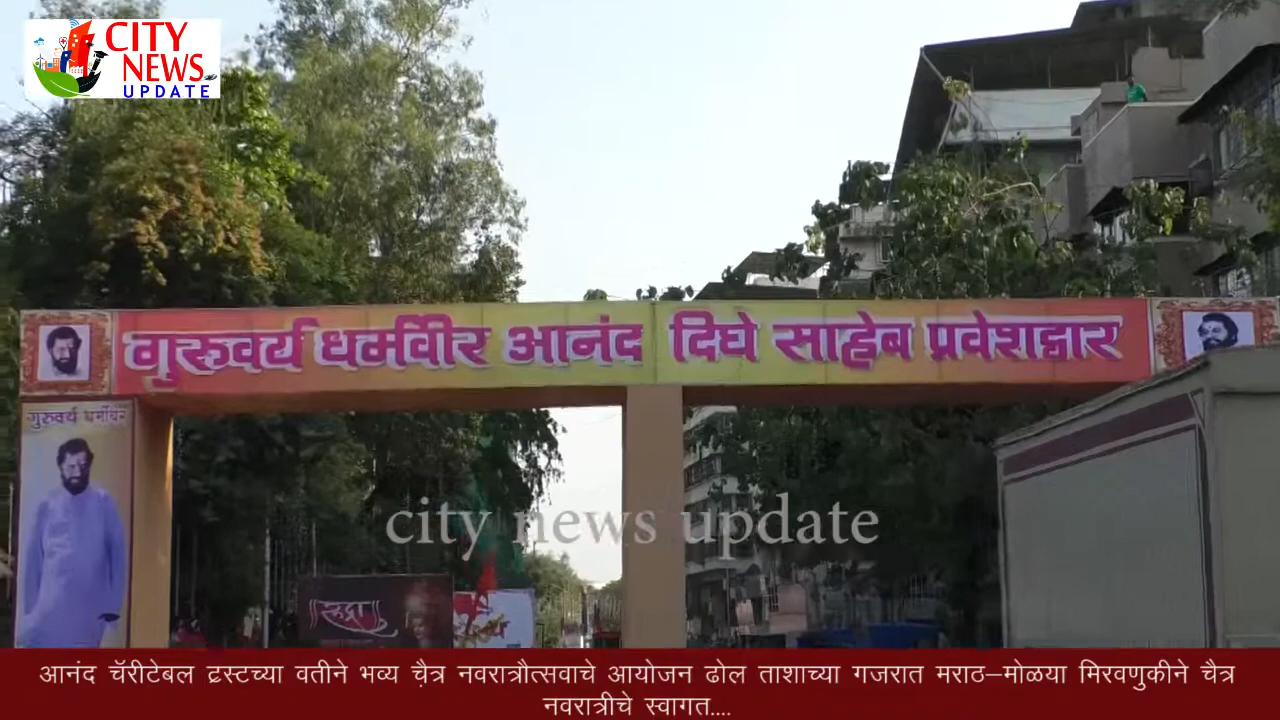 CITY
NEWS
UPDATE
गुरुवर्य धर्मवीर आनंद दिघे साहेब प्रवेशद्वार
गुरुवर्य धर्मवीर
city news update
॥रुद्रा॥
आनंद चॅरीटेबल ट्रस्टच्या वतीने भव्य चै़त्र नवरात्रौत्सवाचे आयोजन ढोल ताशाच्या गजरात मराठ–मोळया मिरवणुकीने चैत्र
नवरात्रीचे स्वागत....